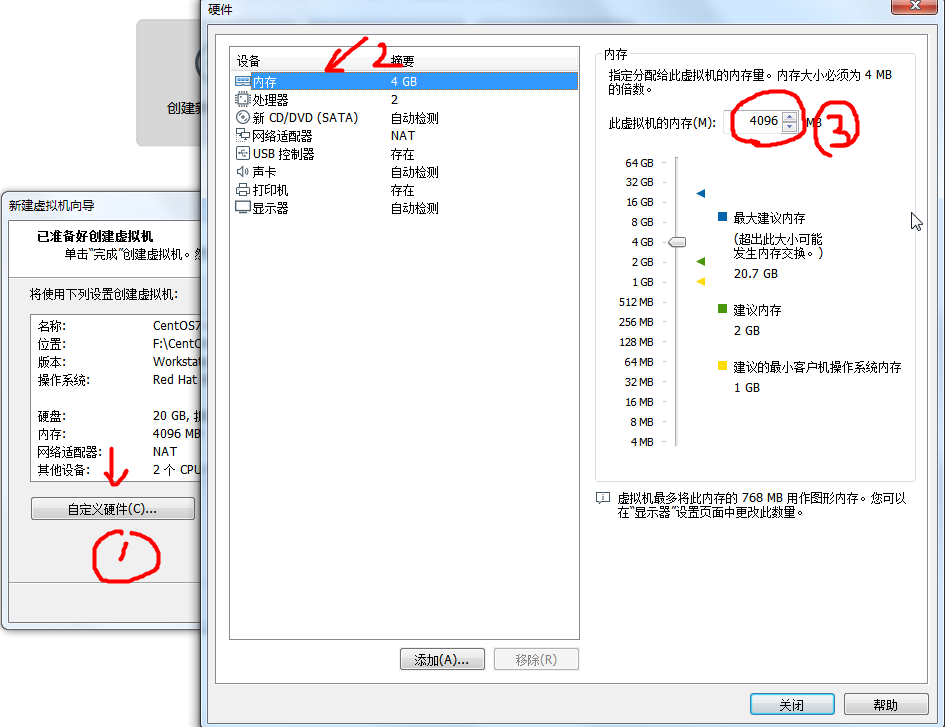 硬件
创建新
设备
摘要
2
内存 4 GB
处理器 2
新 CD/DVD (SATA) 自动检测
网络适配器 NAT
USB 控制器 存在
声卡 自动检测
打印机 存在
显示器 自动检测
添加(A)...
移除(R)
内存
指定分配给此虚拟机的内存量。内存大小必须为 4 MB
的倍数。
此虚拟机的内存(M): 4096 MB
3
64 GB
32 GB
16 GB
8 GB
4 GB
2 GB
1 GB
512 MB
256 MB
128 MB
64 MB
32 MB
16 MB
8 MB
4 MB
最大建议内存
(超出此大小可能
发生内存交换。)
20.7 GB
建议内存
2 GB
建议的最小客户机操作系统内存
1 GB
虚拟机最多将此内存的 768 MB 用作图形内存。您可以
在“显示器”设置页面中更改此数量。
关闭
帮助
新建虚拟机向导
已准备好创建虚拟机
单击“完成”创建虚拟机。
将使用下列设置创建虚拟机:
名称: CentOS7
位置: F:\CentO
版本: Workstat
操作系统: Red Hat
硬盘: 20 GB,
内存: 4096 MB
网络适配器: NAT
其他设备: 2 个 CPU
自定义硬件(C)...
1